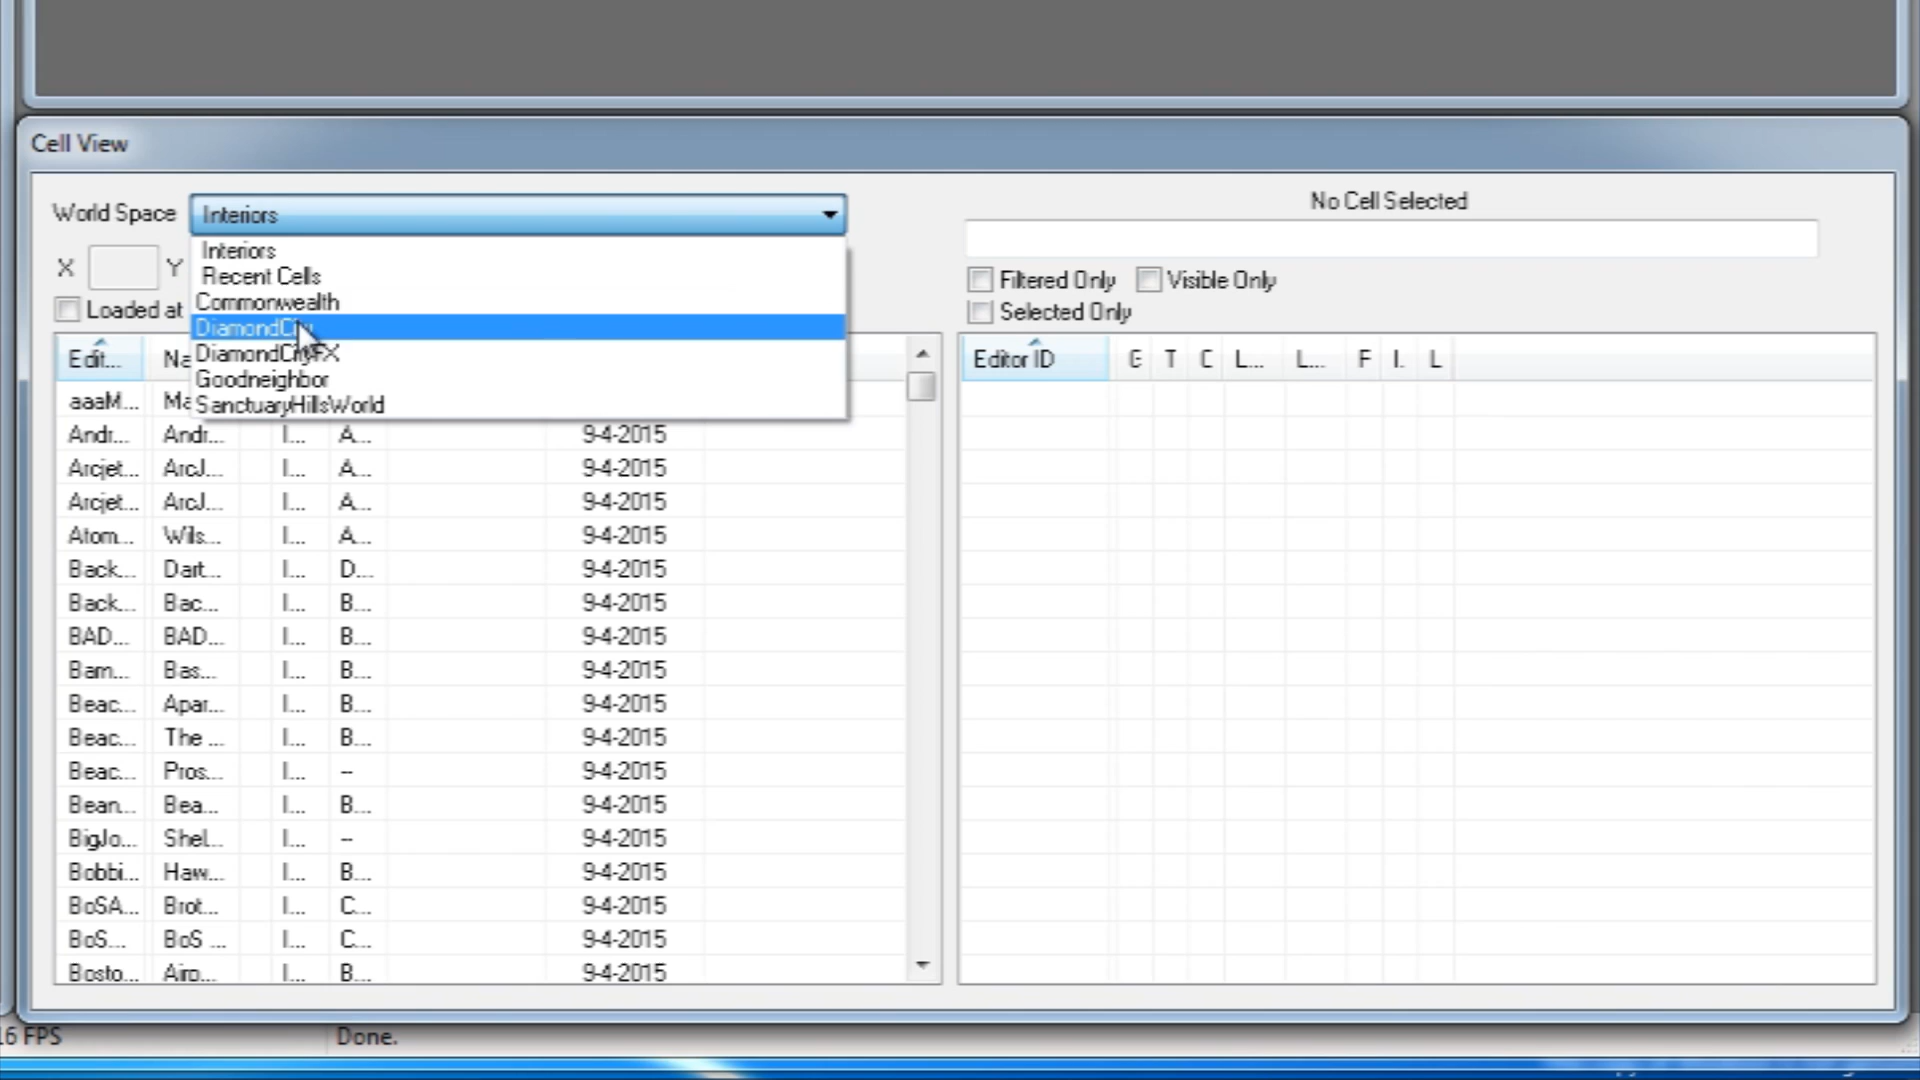 Cell View
World Space Interiors
No Cell Selected
Interiors
Recent Cells
Commonwealth
DiamondCity
DiamondCityFX
Goodneighbor
SanctuaryHillsWorld
X Y
Loaded at
Filtered Only Visible Only
Selected Only
Edit... Na
Editor ID G T C L... L... F I. L
aaaM... Ma
Andr... Andr... I... A... 9-4-2015
Arcjet... ArcJ... I... A... 9-4-2015
Arcjet... ArcJ... I... A... 9-4-2015
Atom... Wils... I... A... 9-4-2015
Back... Dart... I... D... 9-4-2015
Back... Bac... I... B... 9-4-2015
BAD... BAD... I... B... 9-4-2015
Bam... Bas... I... B... 9-4-2015
Beac... Apar... I... B... 9-4-2015
Beac... The ... I... B... 9-4-2015
Beac... Pros... I... -- 9-4-2015
Bean... Bea... I... B... 9-4-2015
BigJo... Shel... I... -- 9-4-2015
Bobbi... Haw... I... B... 9-4-2015
BoSA... Brot... I... C... 9-4-2015
BoS... BoS ... I... C... 9-4-2015
Bosto... Airp... I... B... 9-4-2015
16 FPS Done.